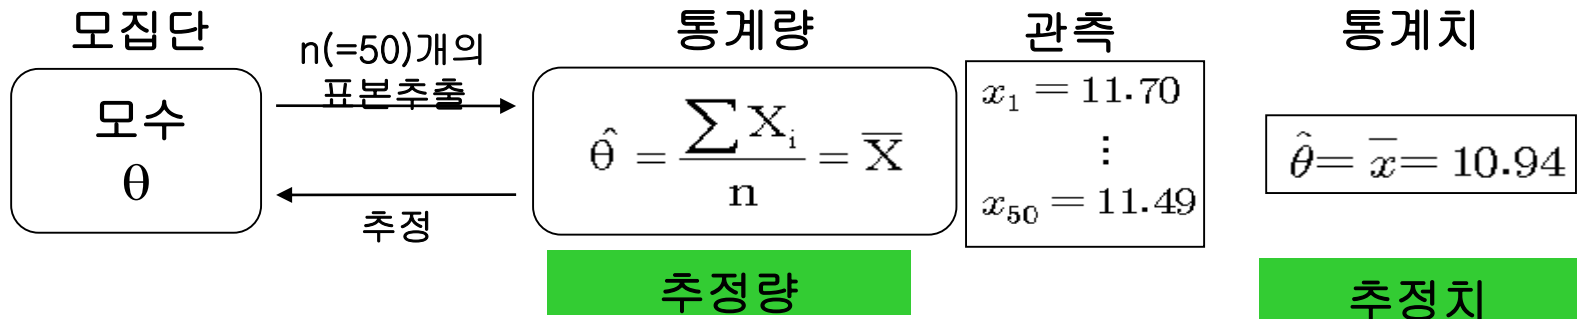 모집단
모수
θ
n(=50)개의
표본추출
추정
통계량
θ̂ = ∑Xᵢ / n = X̅
추정량
관측
x₁ = 11.70
⋮
x₅₀ = 11.49
통계치
θ̂ = x̅ = 10.94
추정치